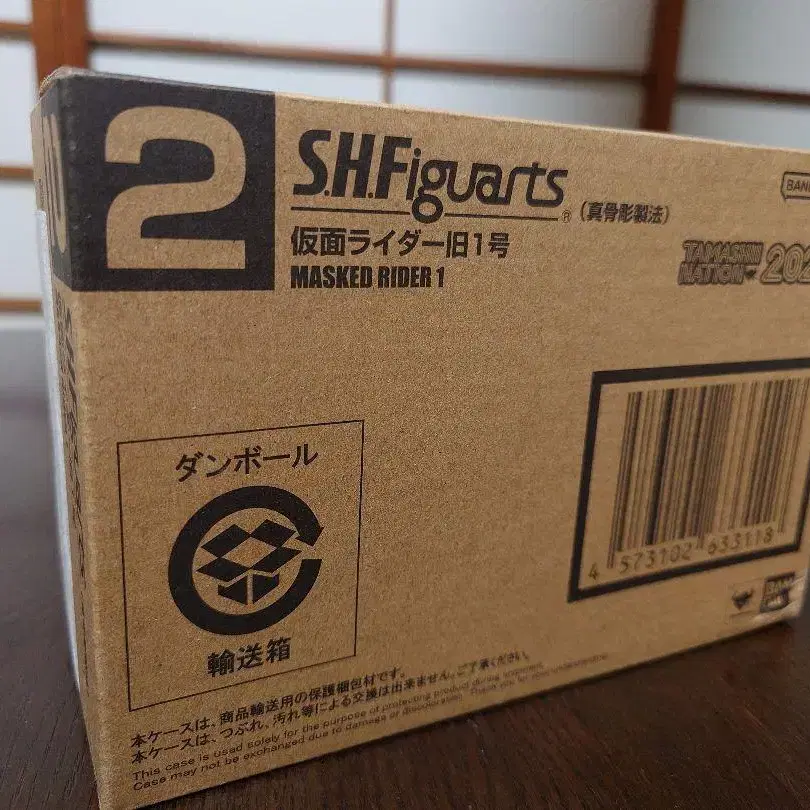 2
S.H.Figuarts
®
(真骨彫製法)
仮面ライダー旧1号
MASKED RIDER 1
TAMASHII
NATION 202
ダンボール
輸送箱
4 573102 633118
本ケースは、商品輸送用の保護梱包材です。
本ケースは、つぶれ、汚れ等による交換は出来ません。ご了承ください。
This case is used solely for the purpose of protecting product during shipment.
Case may not be exchanged due to damage or discoloration. Thank you for your understanding.